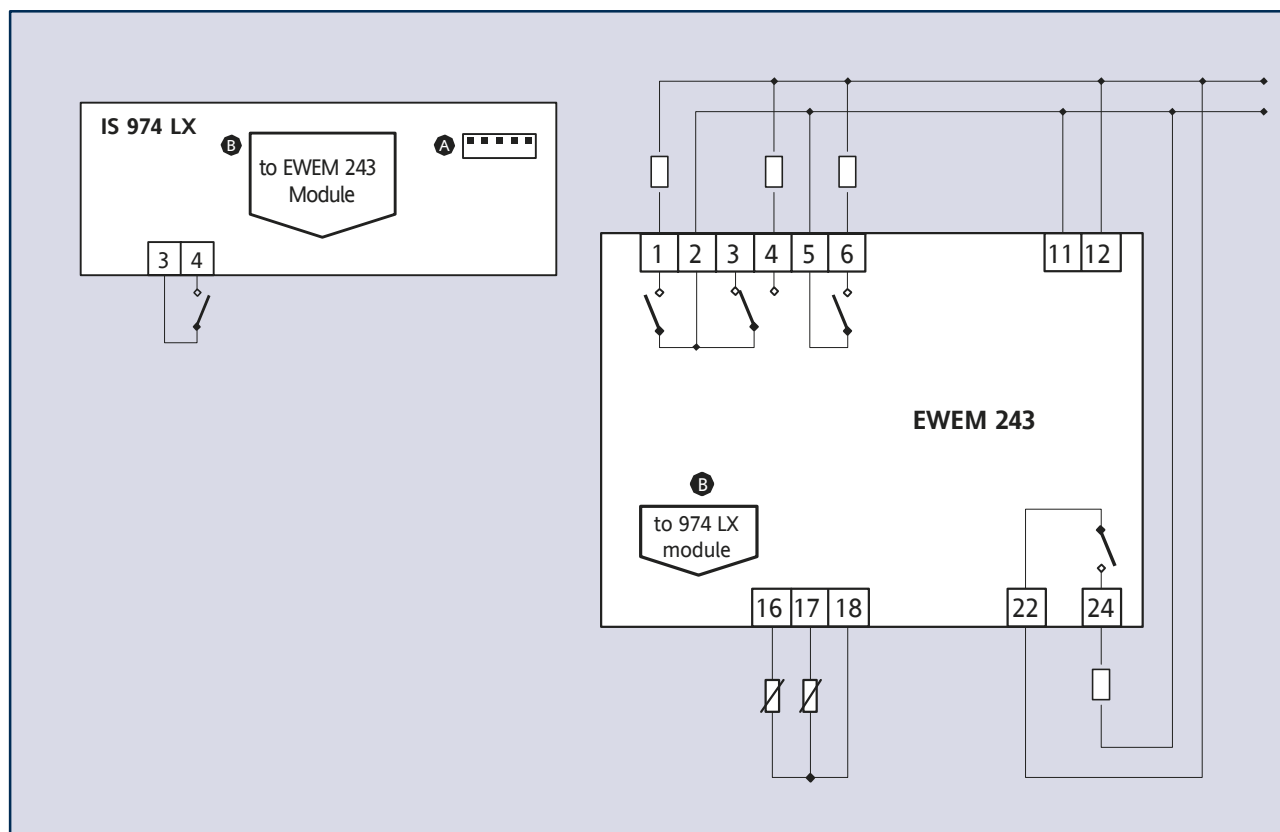 IS 974 LX
B
to EWEM 243
Module
A
3 4
1 2 3 4 5 6
11 12
EWEM 243
B
to 974 LX
module
16 17 18
22
24